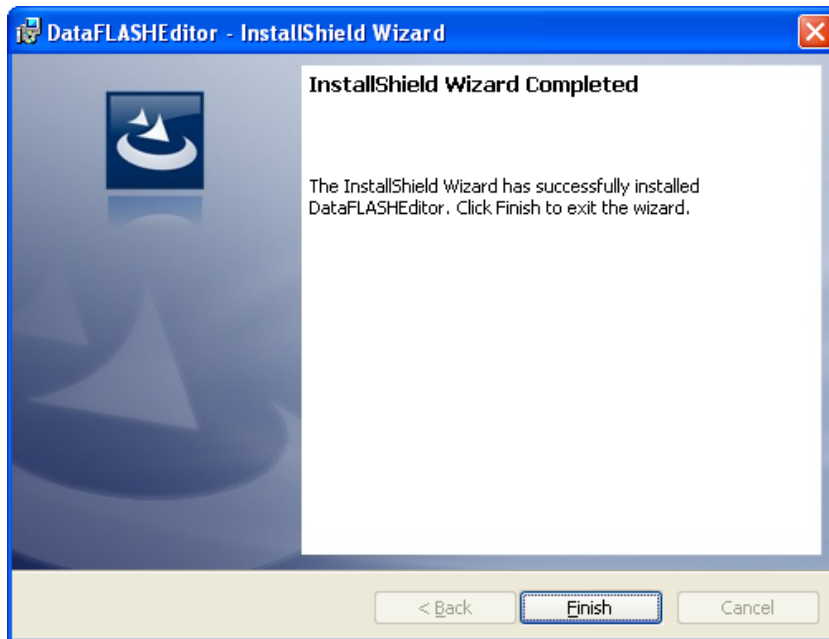 DataFLASHEditor - InstallShield Wizard
InstallShield Wizard Completed
The InstallShield Wizard has successfully installed
DataFLASHEditor. Click Finish to exit the wizard.
< Back
Finish
Cancel